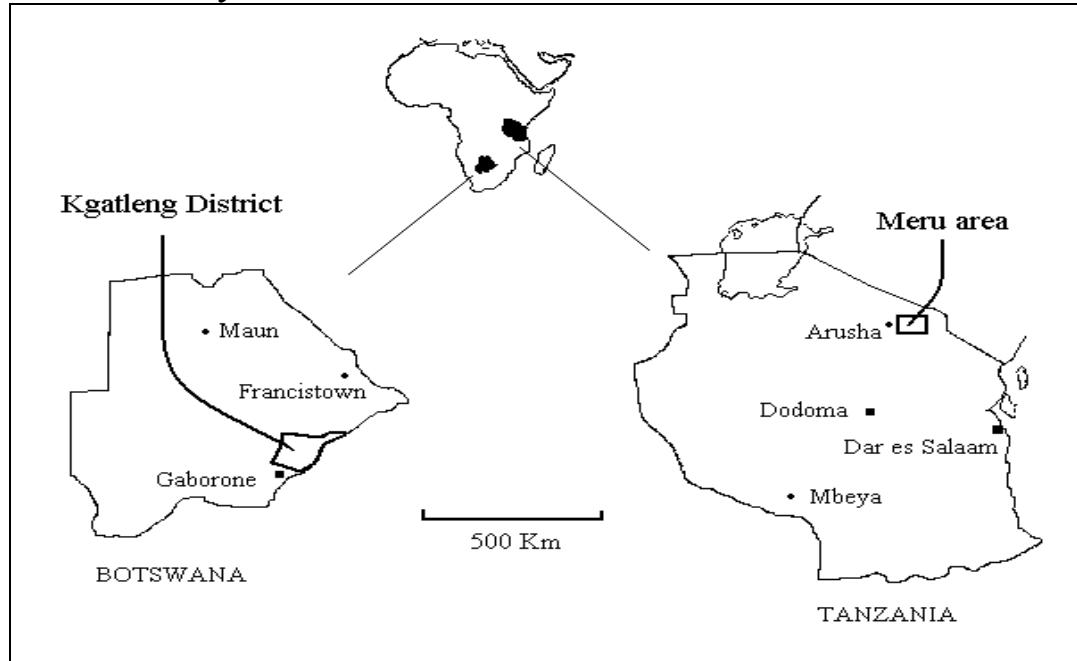 Kgatleng District
Meru area
Maun
Arusha
Francistown
Dodoma
Dar es Salaam
Gaborone
Mbeya
500 Km
BOTSWANA
TANZANIA